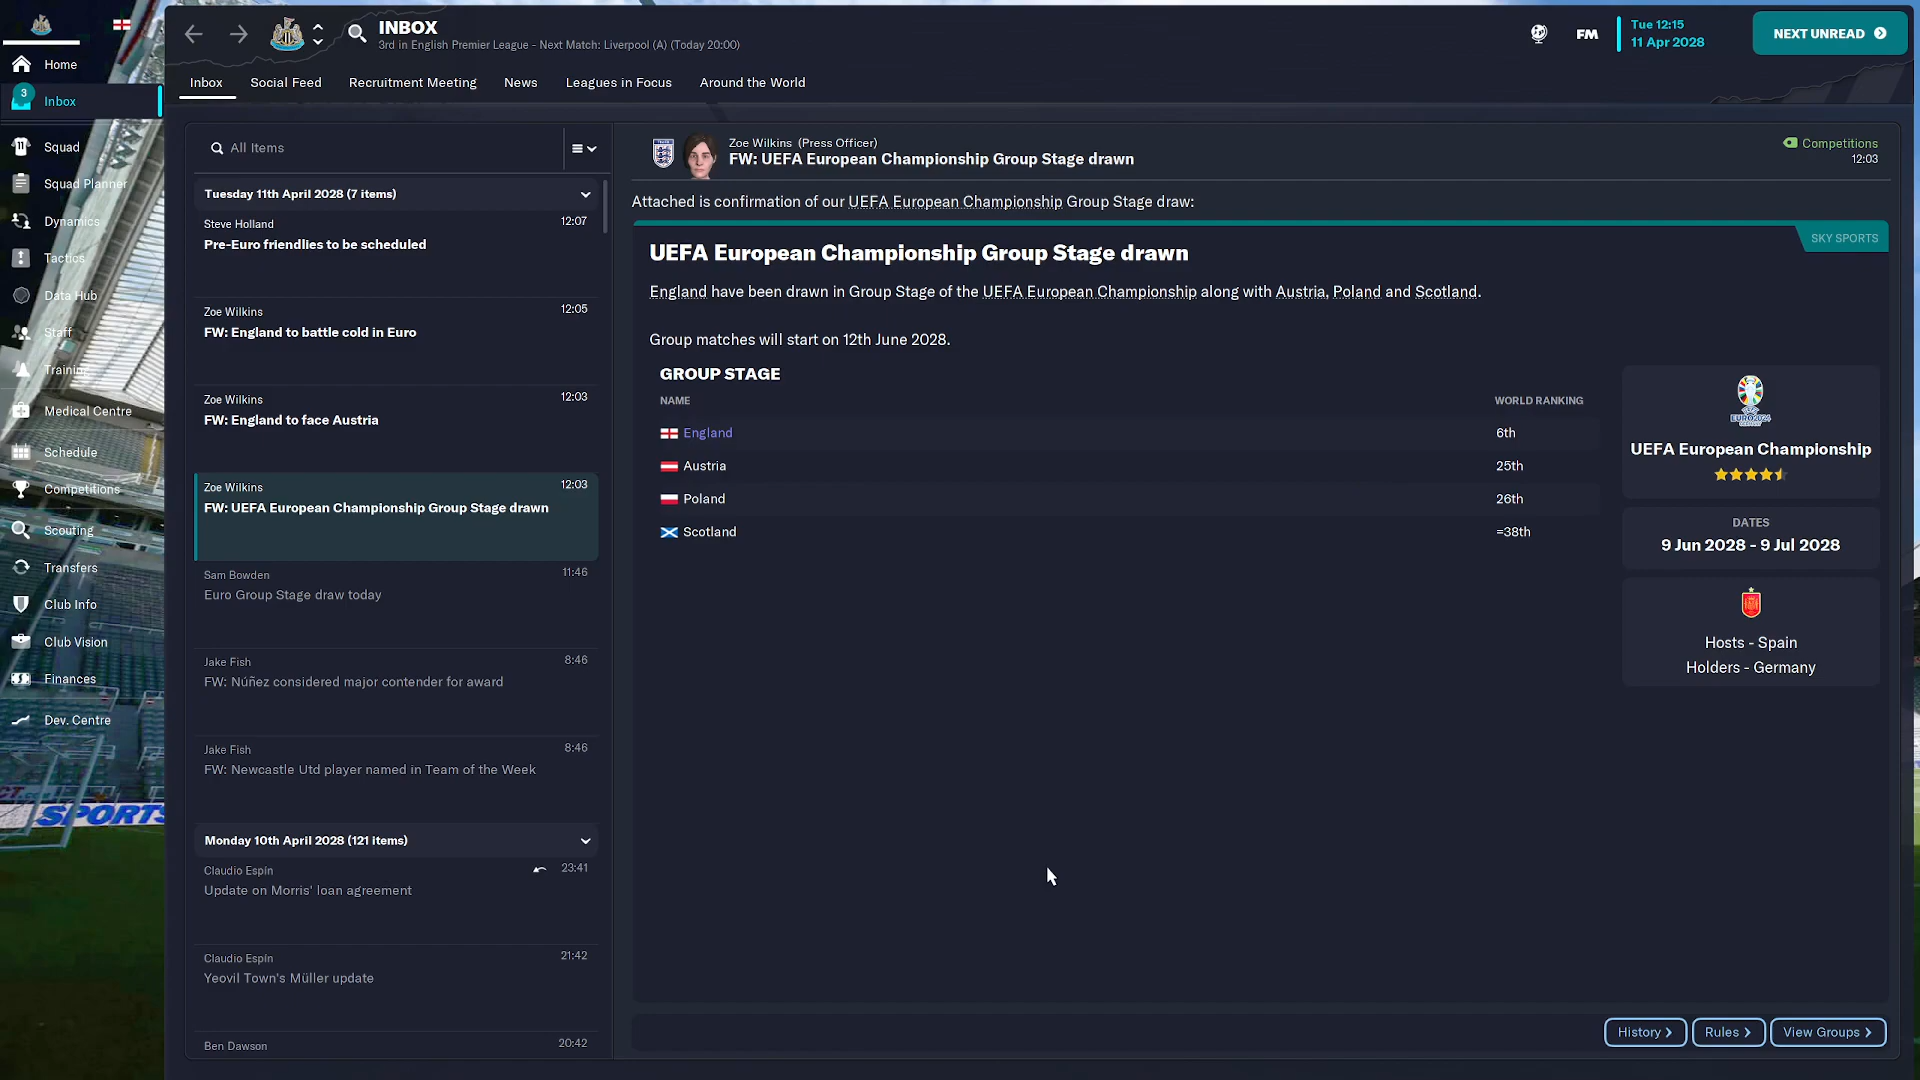 Home
3
Inbox
Squad
Squad Planner
Dynamics
Tactics
Data Hub
Staff
Training
Medical Centre
Schedule
Competitions
Scouting
Transfers
Club Info
Club Vision
Finances
Dev. Centre
SPORTS
INBOX
3rd in English Premier League - Next Match: Liverpool (A) (Today 20:00)
FM
Tue 12:15
11 Apr 2028
NEXT UNREAD
Inbox
Social Feed
Recruitment Meeting
News
Leagues in Focus
Around the World
All Items
Tuesday 11th April 2028 (7 items)
Steve Holland
12:07
Pre-Euro friendlies to be scheduled
Zoe Wilkins
12:05
FW: England to battle cold in Euro
Zoe Wilkins
12:03
FW: England to face Austria
Zoe Wilkins
12:03
FW: UEFA European Championship Group Stage drawn
Sam Bowden
11:46
Euro Group Stage draw today
Jake Fish
8:46
FW: Núñez considered major contender for award
Jake Fish
8:46
FW: Newcastle Utd player named in Team of the Week
Monday 10th April 2028 (121 items)
Claudio Espín
23:41
Update on Morris' loan agreement
Claudio Espín
21:42
Yeovil Town's Müller update
Ben Dawson
20:42
Zoe Wilkins (Press Officer)
FW: UEFA European Championship Group Stage drawn
Competitions
12:03
Attached is confirmation of our UEFA European Championship Group Stage draw:
SKY SPORTS
UEFA European Championship Group Stage drawn
England have been drawn in Group Stage of the UEFA European Championship along with Austria, Poland and Scotland.
Group matches will start on 12th June 2028.
GROUP STAGE
NAME
WORLD RANKING
England
6th
Austria
25th
Poland
26th
Scotland
=38th
UEFA European Championship
DATES
9 Jun 2028 - 9 Jul 2028
Hosts - Spain
Holders - Germany
History
Rules
View Groups